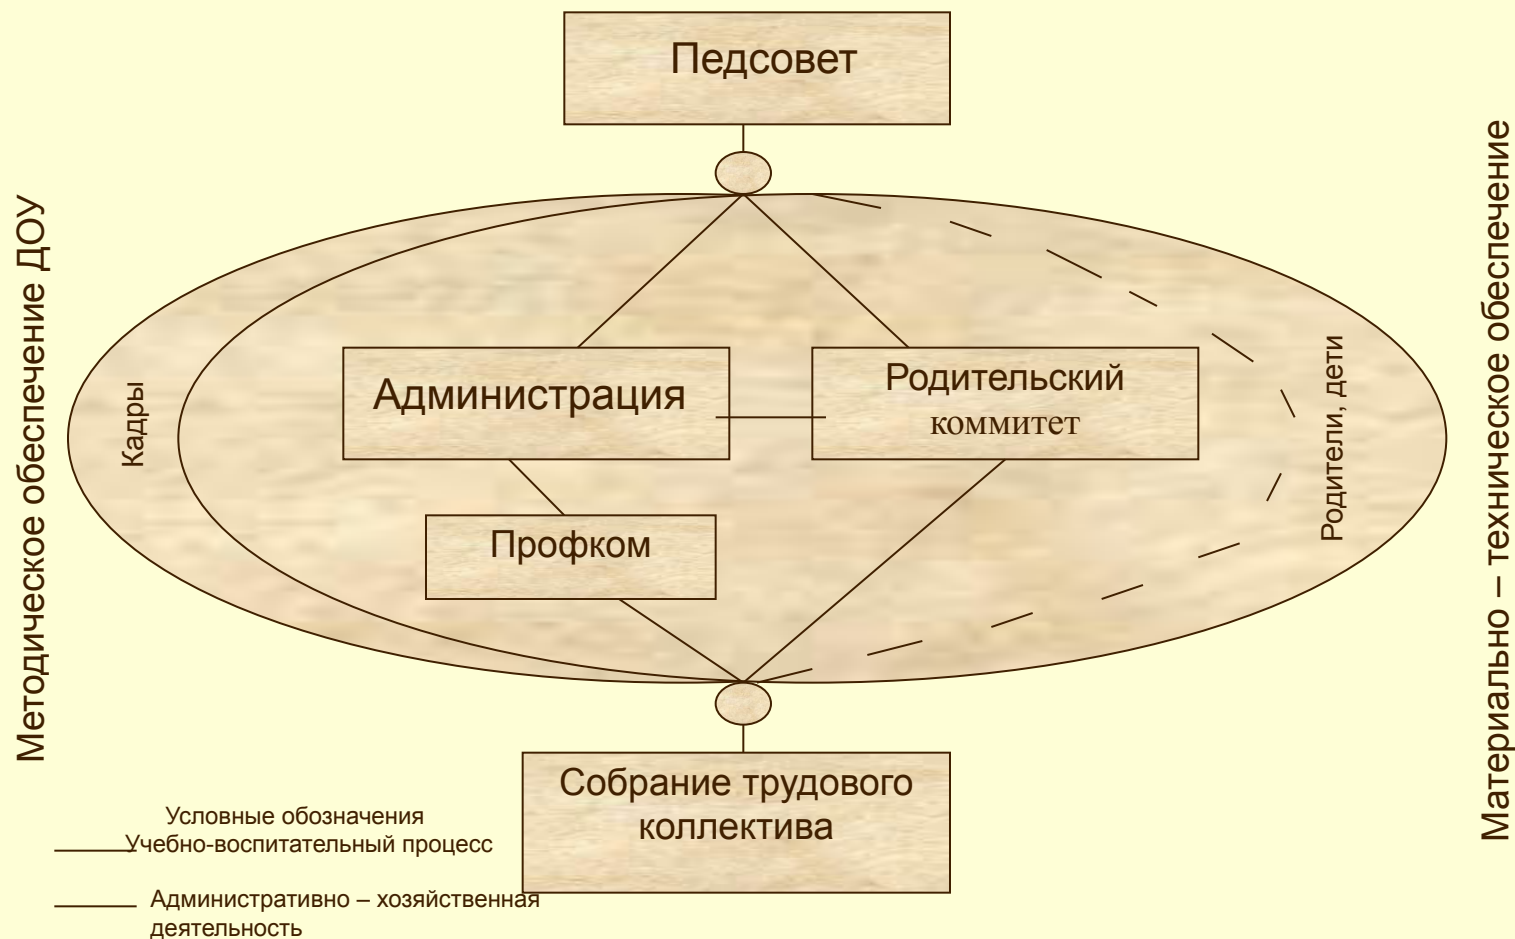 Педсовет
Методическое обеспечение ДОУ
Материально – техническое обеспечение
Кадры
Администрация
Родительский
коммитет
Родители, дети
Профком
Собрание трудового
коллектива
Условные обозначения
Учебно-воспитательный процесс
Административно – хозяйственная
деятельность